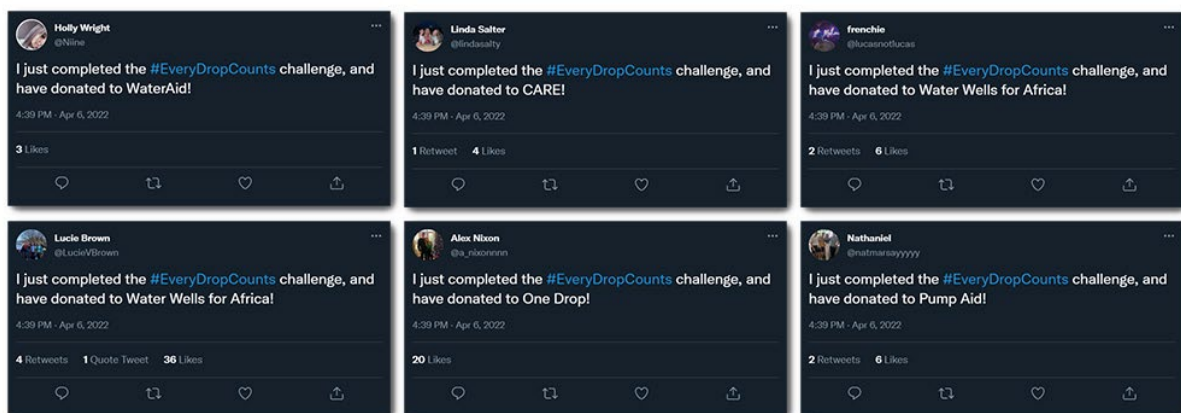 Holly Wright
@Niine
I just completed the #EveryDropCounts challenge, and
have donated to WaterAid!
4:39 PM · Apr 6, 2022
3 Likes
Linda Salter
@lindasalty
I just completed the #EveryDropCounts challenge, and
have donated to CARE!
4:39 PM · Apr 6, 2022
1 Retweet 4 Likes
frenchie
@lucasnotlucas
I just completed the #EveryDropCounts challenge, and
have donated to Water Wells for Africa!
4:39 PM · Apr 6, 2022
2 Retweets 6 Likes
Lucie Brown
@LucieVBrown
I just completed the #EveryDropCounts challenge, and
have donated to Water Wells for Africa!
4:39 PM · Apr 6, 2022
4 Retweets 1 Quote Tweet 36 Likes
Alex Nixon
@a_nixonnnn
I just completed the #EveryDropCounts challenge, and
have donated to One Drop!
4:39 PM · Apr 6, 2022
20 Likes
Nathaniel
@natmarsayyyyy
I just completed the #EveryDropCounts challenge, and
have donated to Pump Aid!
4:39 PM · Apr 6, 2022
2 Retweets 6 Likes